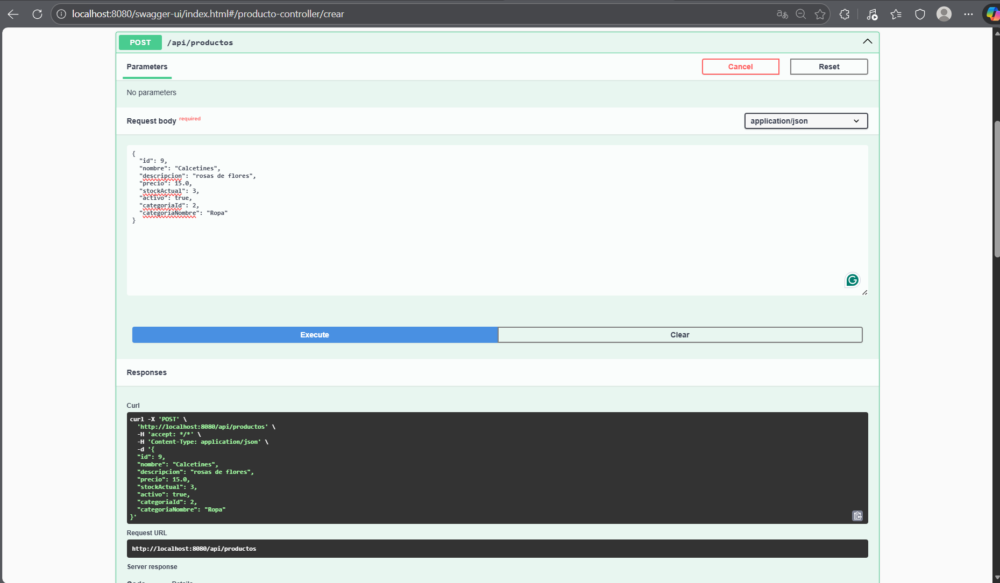 localhost:8080/swagger-ui/index.html#/producto-controller/crear
POST /api/productos
Parameters
Cancel
Reset
No parameters
Request body required
application/json
{
"id": 9,
"nombre": "Calcetines",
"descripcion": "rosas de flores",
"precio": 15.0,
"stockActual": 3,
"activo": true,
"categoriaId": 2,
"categoriaNombre": "Ropa"
}
Execute
Clear
Responses
Curl
curl -X 'POST' \
'http://localhost:8080/api/productos' \
-H 'accept: */*' \
-H 'Content-Type: application/json' \
-d '{
"id": 9,
"nombre": "Calcetines",
"descripcion": "rosas de flores",
"precio": 15.0,
"stockActual": 3,
"activo": true,
"categoriaId": 2,
"categoriaNombre": "Ropa"
}'
Request URL
http://localhost:8080/api/productos
Server response
Code Details